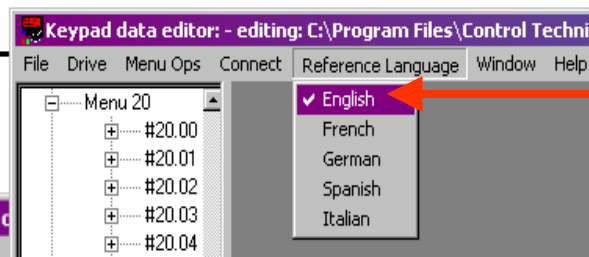 Keypad data editor: - editing: C:\Program Files\Control Techni
File Drive Menu Ops Connect Reference Language Window Help
Menu 20
#20.00
#20.01
#20.02
#20.03
#20.04
English
French
German
Spanish
Italian